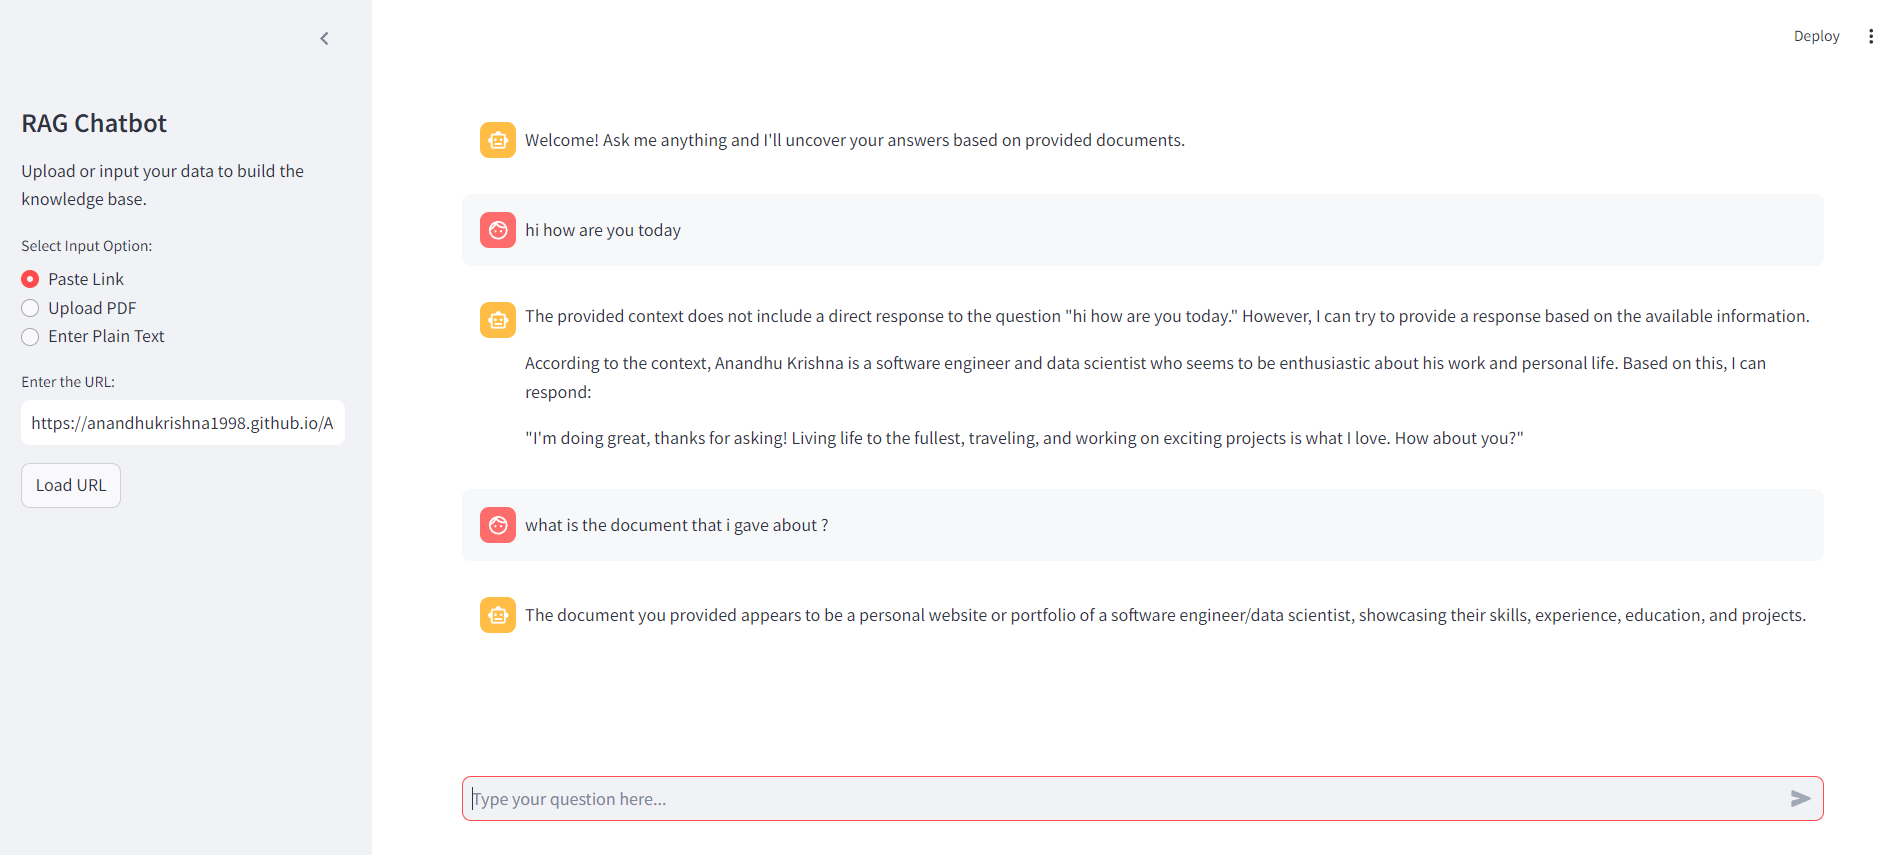 RAG Chatbot
Upload or input your data to build the
knowledge base.
Select Input Option:
Paste Link
Upload PDF
Enter Plain Text
Enter the URL:
https://anandhukrishna1998.github.io/A
Load URL
Deploy
Welcome! Ask me anything and I'll uncover your answers based on provided documents.
hi how are you today
The provided context does not include a direct response to the question "hi how are you today." However, I can try to provide a response based on the available information.
According to the context, Anandhu Krishna is a software engineer and data scientist who seems to be enthusiastic about his work and personal life. Based on this, I can
respond:
"I'm doing great, thanks for asking! Living life to the fullest, traveling, and working on exciting projects is what I love. How about you?"
what is the document that i gave about ?
The document you provided appears to be a personal website or portfolio of a software engineer/data scientist, showcasing their skills, experience, education, and projects.
Type your question here...